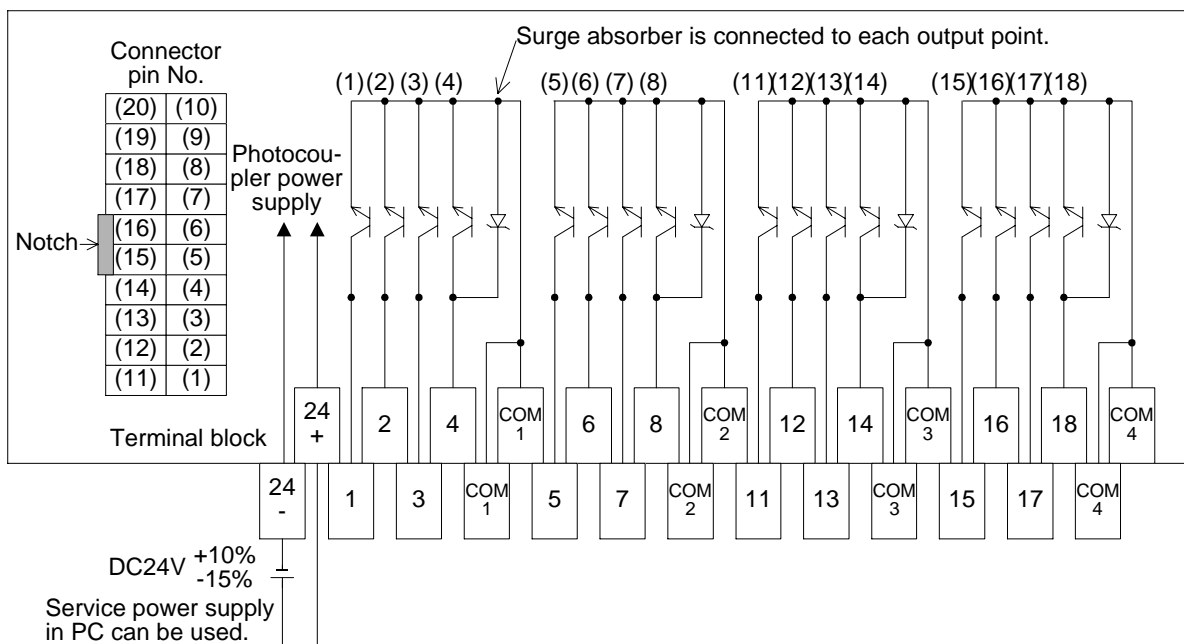 Surge absorber is connected to each output point.
Connector
pin No.
(1) (2) (3) (4) (5) (6) (7) (8) (11) (12) (13) (14) (15) (16) (17) (18)
(20) (10)
(19) (9)
(18) (8)
(17) (7)
(16) (6)
(15) (5)
(14) (4)
(13) (3)
(12) (2)
(11) (1)
Notch
Photocou-
pler power
supply
Terminal block
24
+
2
4
COM
1
6
8
COM
2
12
14
COM
3
16
18
COM
4
24
-
1
3
COM
1
5
7
COM
2
11
13
COM
3
15
17
COM
4
DC24V +10%
-15%
Service power supply
in PC can be used.